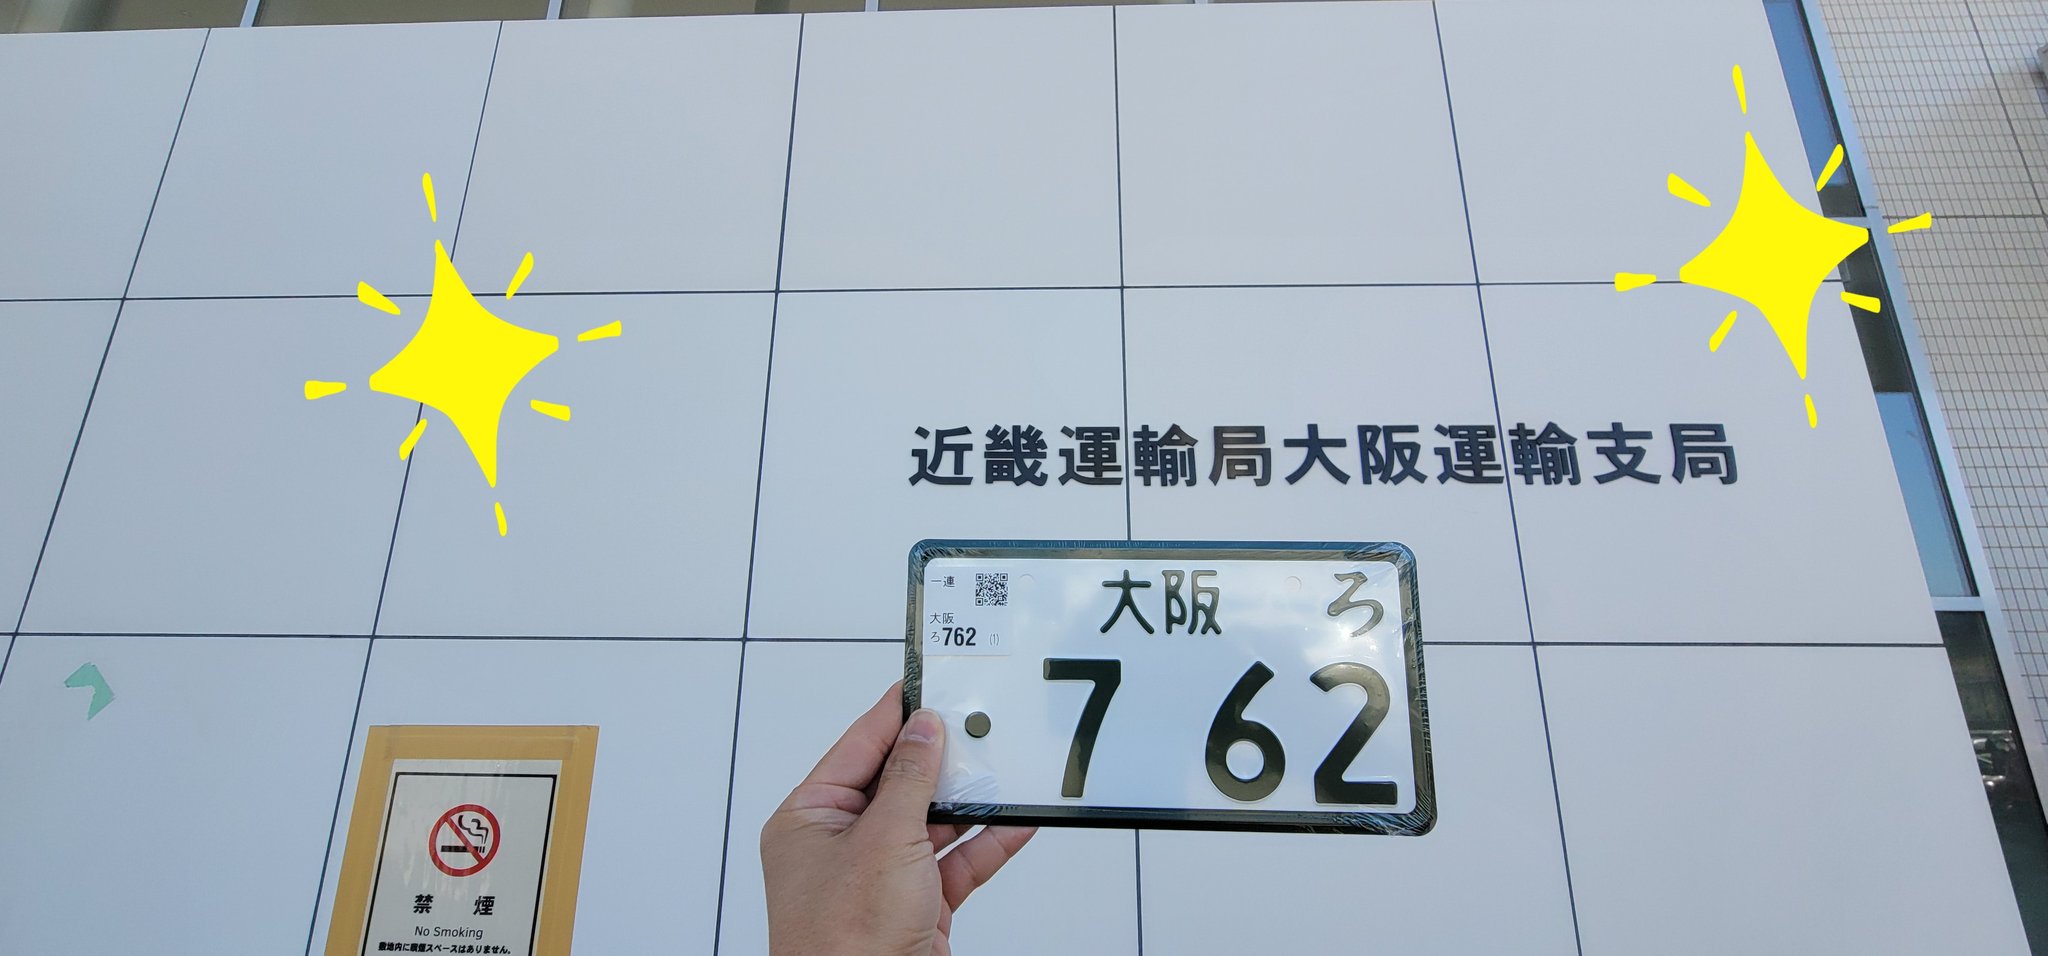 近畿運輸局大阪運輸支局
大阪 ろ
・7 62
一連
大阪
ろ762 (1)
禁 煙
No Smoking
敷地内に喫煙スペースはありません。